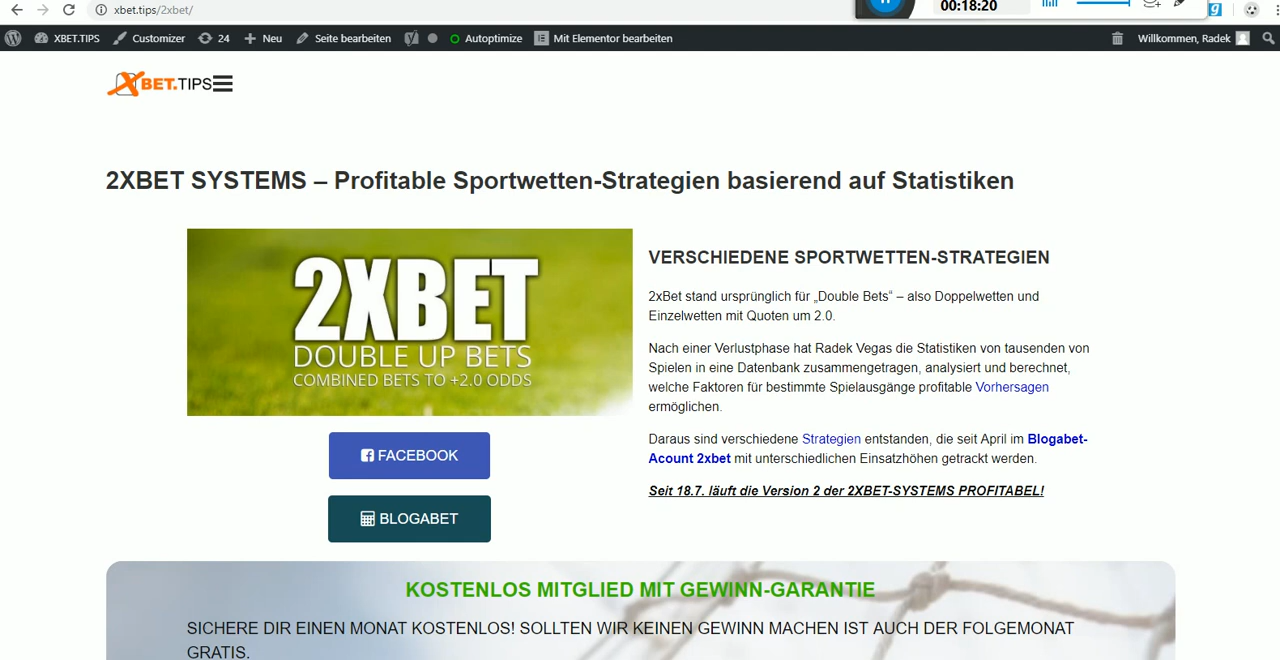 xbet.tips/2xbet/
00:18:20
XBET.TIPS Customizer 24 Neu Seite bearbeiten Autoptimize Mit Elementor bearbeiten Willkommen, Radek
XBET.TIPS
2XBET SYSTEMS – Profitable Sportwetten-Strategien basierend auf Statistiken
2XBET
DOUBLE UP BETS
COMBINED BETS TO +2.0 ODDS
FACEBOOK
BLOGABET
VERSCHIEDENE SPORTWETTEN-STRATEGIEN
2xBet stand ursprünglich für „Double Bets“ – also Doppelwetten und
Einzelwetten mit Quoten um 2.0.
Nach einer Verlustphase hat Radek Vegas die Statistiken von tausenden von
Spielen in eine Datenbank zusammengetragen, analysiert und berechnet,
welche Faktoren für bestimmte Spielausgänge profitable Vorhersagen
ermöglichen.
Daraus sind verschiedene Strategien entstanden, die seit April im Blogabet-
Acount 2xbet mit unterschiedlichen Einsatzhöhen getrackt werden.
Seit 18.7. läuft die Version 2 der 2XBET-SYSTEMS PROFITABEL!
KOSTENLOS MITGLIED MIT GEWINN-GARANTIE
SICHERE DIR EINEN MONAT KOSTENLOS! SOLLTEN WIR KEINEN GEWINN MACHEN IST AUCH DER FOLGEMONAT
GRATIS.